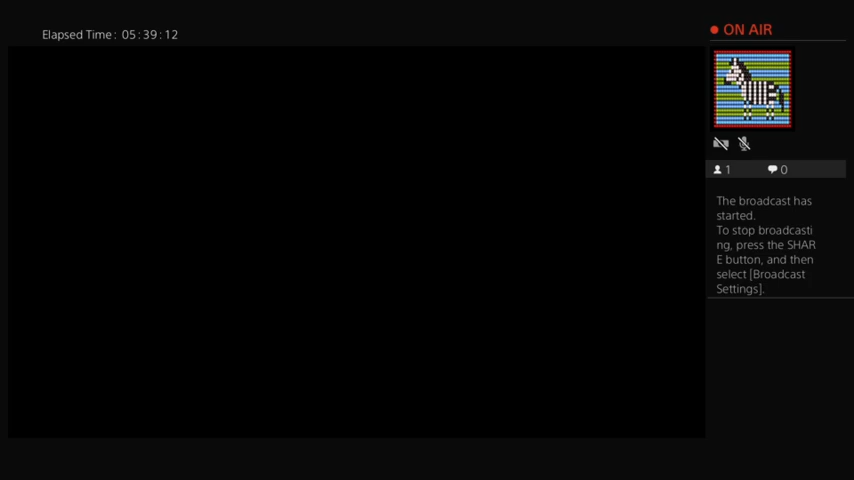 Elapsed Time: 05:39:12
ON AIR
1 0
The broadcast has
started.
To stop broadcasti
ng, press the SHAR
E button, and then
select [Broadcast
Settings].